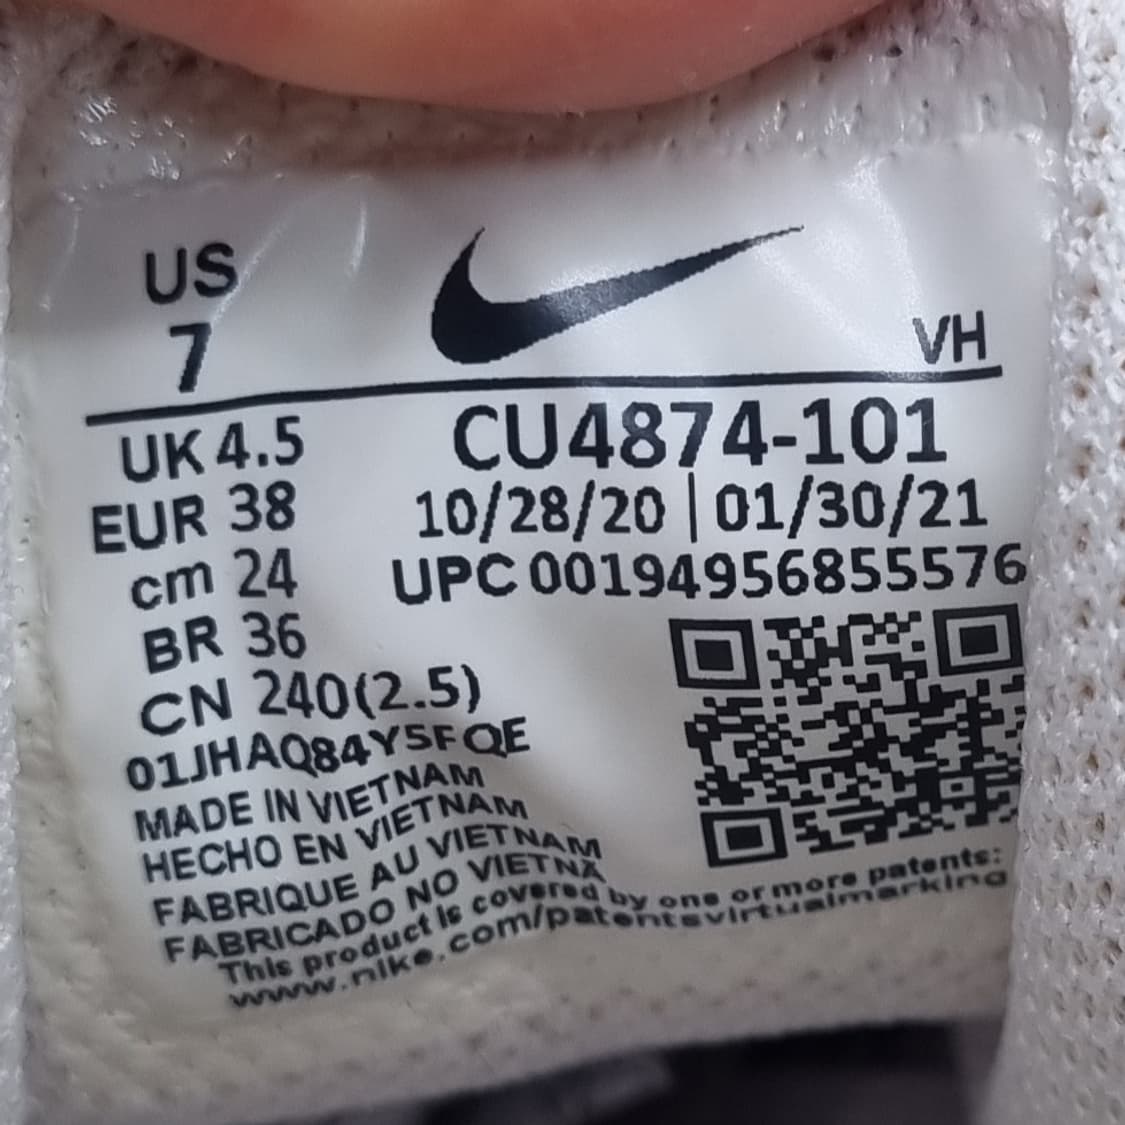 US
7
VH
UK 4.5
CU4874-101
EUR 38
10/28/20 | 01/30/21
cm 24
UPC 00194956855576
BR 36
CN 240(2.5)
01JHAQ84Y5FQE
MADE IN VIETNAM
HECHO EN VIETNAM
FABRIQUE AU VIETNAM
FABRICADO NO VIETNÃ
This product is covered by one or more patents:
www.nike.com/patentsvirtualmarking